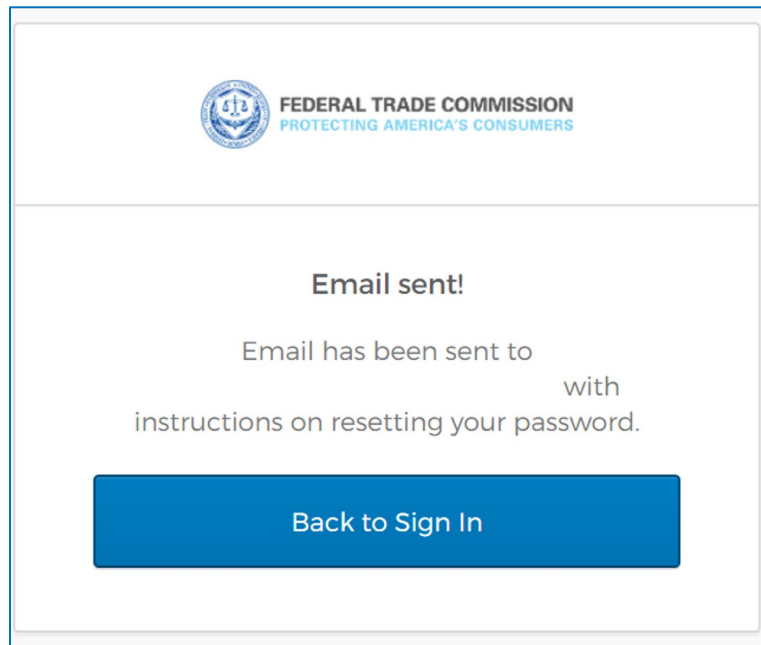 FEDERAL TRADE COMMISSION
PROTECTING AMERICA'S CONSUMERS
Email sent!
Email has been sent to
with
instructions on resetting your password.
Back to Sign In